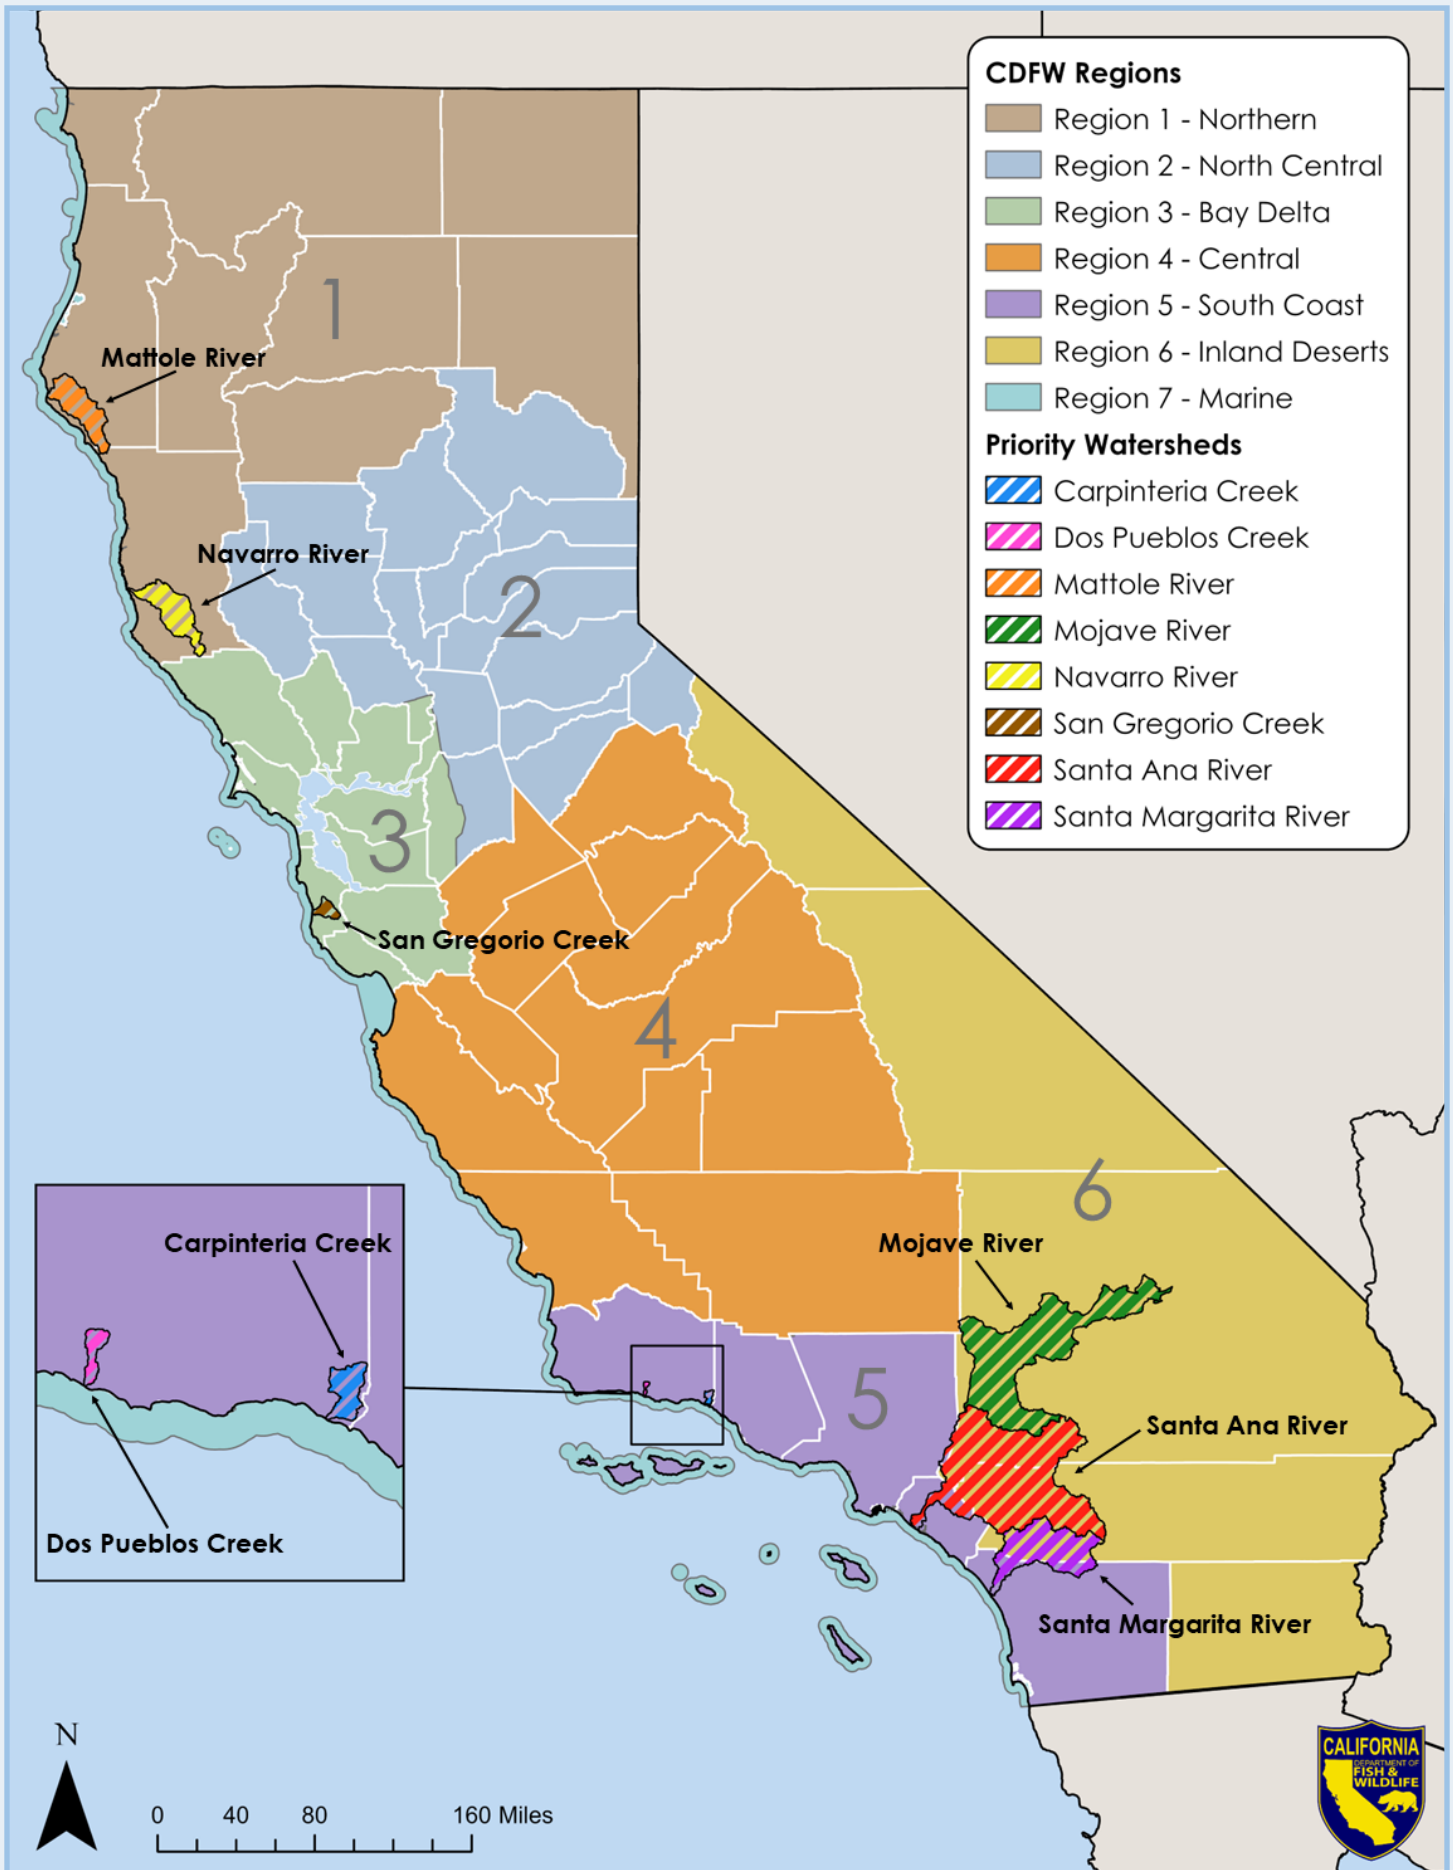 CDFW Regions
Region 1 - Northern
Region 2 - North Central
Region 3 - Bay Delta
Region 4 - Central
Region 5 - South Coast
Region 6 - Inland Deserts
Region 7 - Marine
Priority Watersheds
Carpinteria Creek
Dos Pueblos Creek
Mattole River
Mojave River
Navarro River
San Gregorio Creek
Santa Ana River
Santa Margarita River
1
Mattole River
Navarro River
2
3
San Gregorio Creek
4
6
Mojave River
Carpinteria Creek
5
Santa Ana River
Dos Pueblos Creek
Santa Margarita River
N
0 40 80 160 Miles
CALIFORNIA
DEPARTMENT OF
FISH &
WILDLIFE